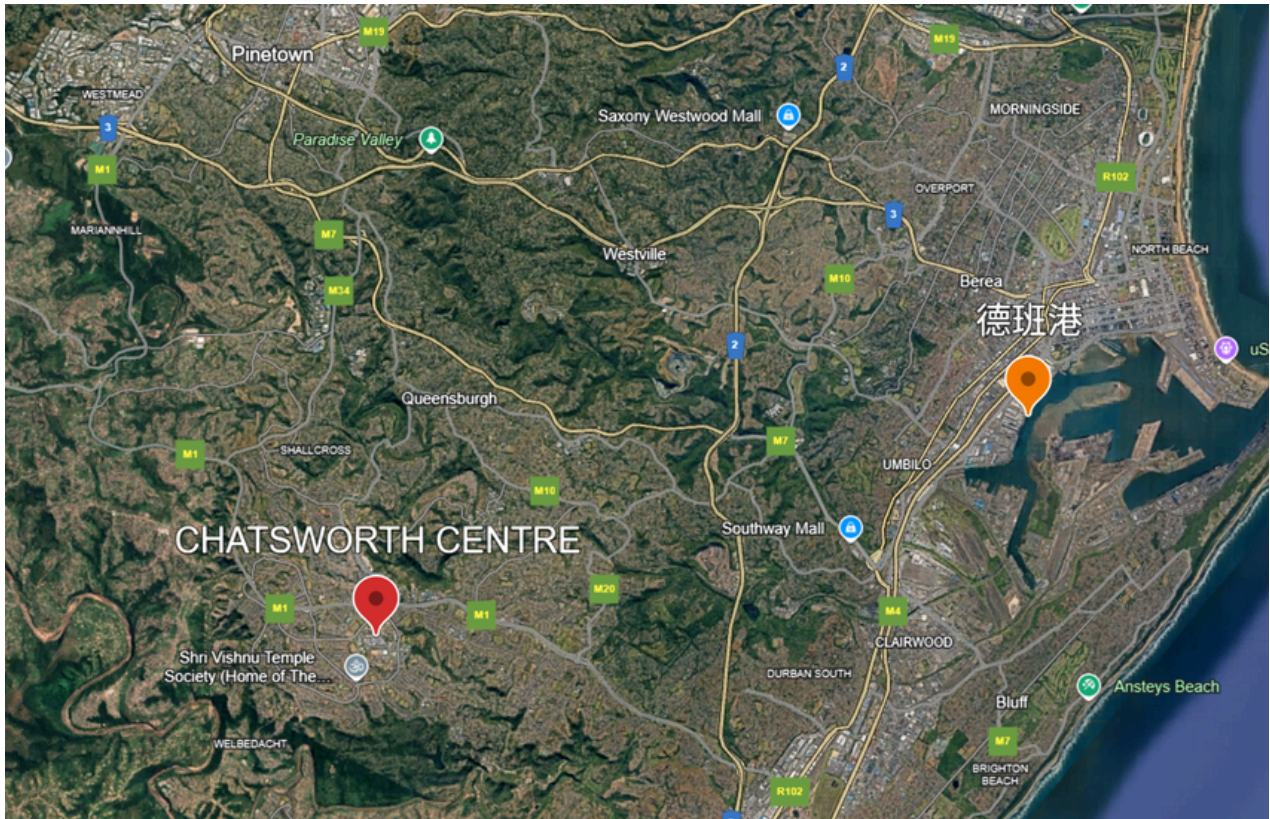 M19
Pinetown
M19
2
WESTMEAD
Saxony Westwood Mall
MORNINGSIDE
3
Paradise Valley
M1
R102
OVERPORT
3
MARIANNHILL
M7
NORTH BEACH
Westville
M10
Berea
M34
德班港
2
uS
Queensburgh
M7
M1
SHALLCROSS
UMBILO
M10
Southway Mall
CHATSWORTH CENTRE
M20
M1
M1
M4
CLAIRWOOD
Shri Vishnu Temple
Society (Home of The...
DURBAN SOUTH
Ansteys Beach
Bluff
WELBEDACHT
M7
BRIGHTON
BEACH
R102